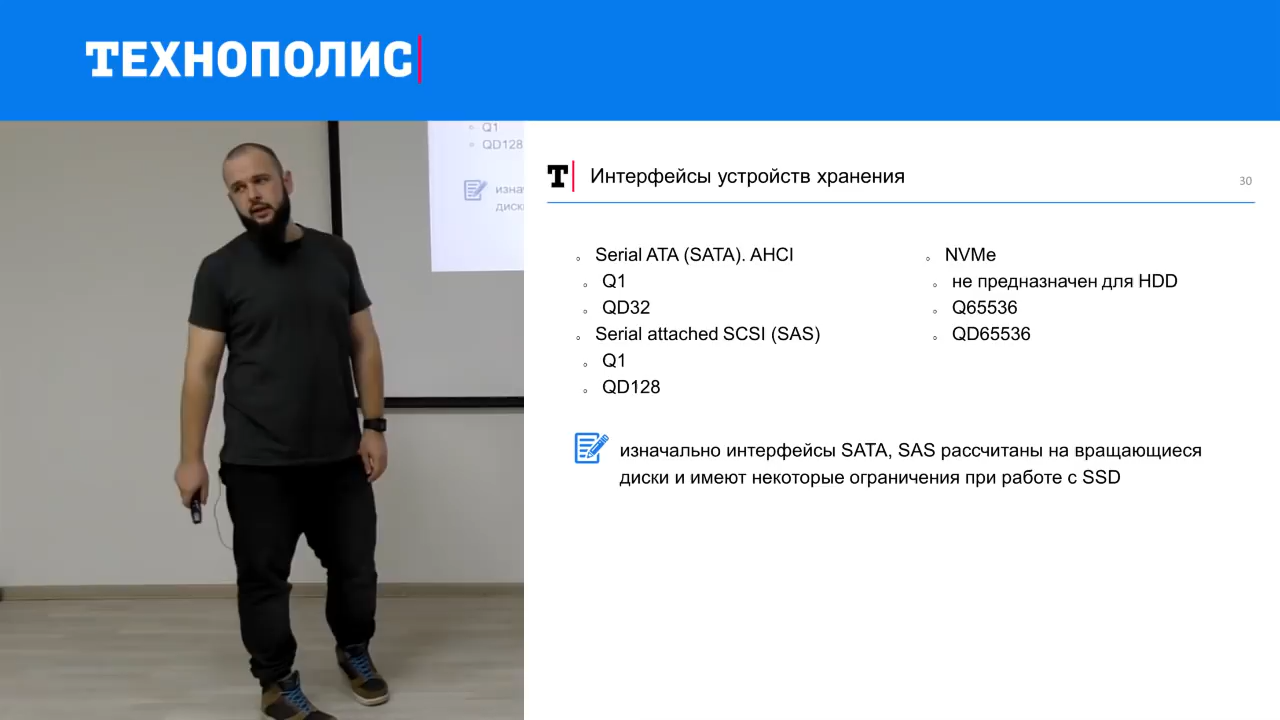 ТЕХНОПОЛИС
Q1
QD128
Т Интерфейсы устройств хранения
30
Serial ATA (SATA). AHCI
Q1
QD32
Serial attached SCSI (SAS)
Q1
QD128
NVMe
не предназначен для HDD
Q65536
QD65536
изначально интерфейсы SATA, SAS рассчитаны на вращающиеся
диски и имеют некоторые ограничения при работе с SSD